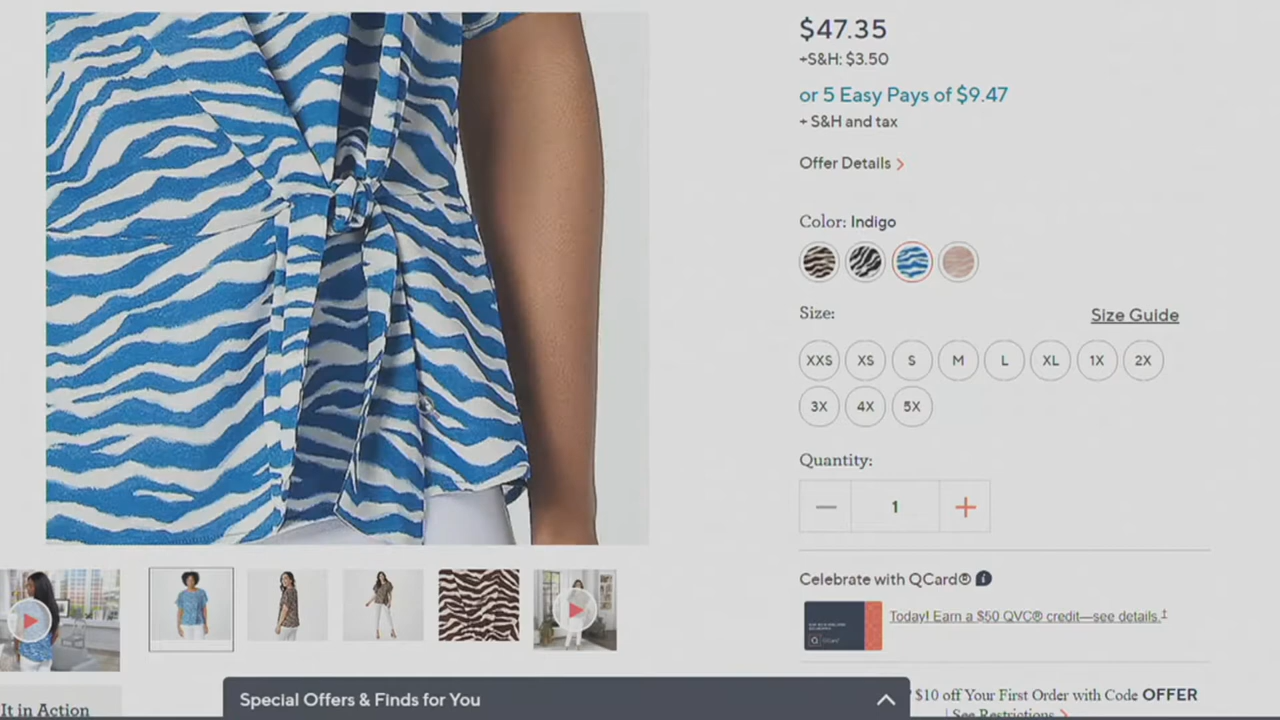 $47.35
+S&H: $3.50
or 5 Easy Pays of $9.47
+ S&H and tax
Offer Details
Color: Indigo
Size:
Size Guide
XXS XS S M L XL 1X 2X
3X 4X 5X
Quantity:
1
Celebrate with QCard®
Today! Earn a $50 QVC® credit—see details.‡
$10 off Your First Order with Code OFFER
| See Restrictions
It in Action
Special Offers & Finds for You